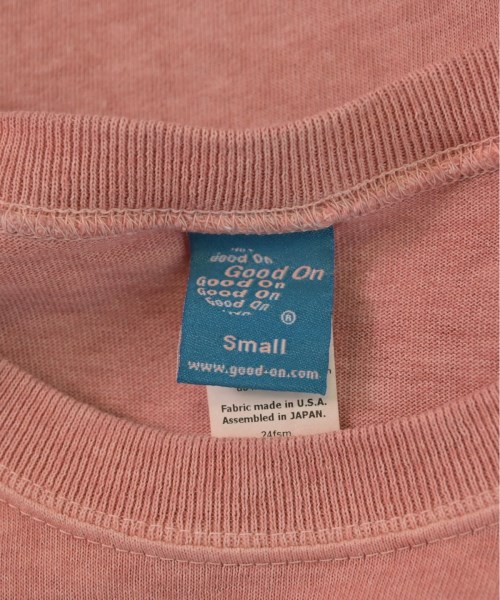 Good On
Good On
Good On
Good On
®
Small
www.good-on.com
Fabric made in U.S.A.
Assembled in JAPAN.
24fsm